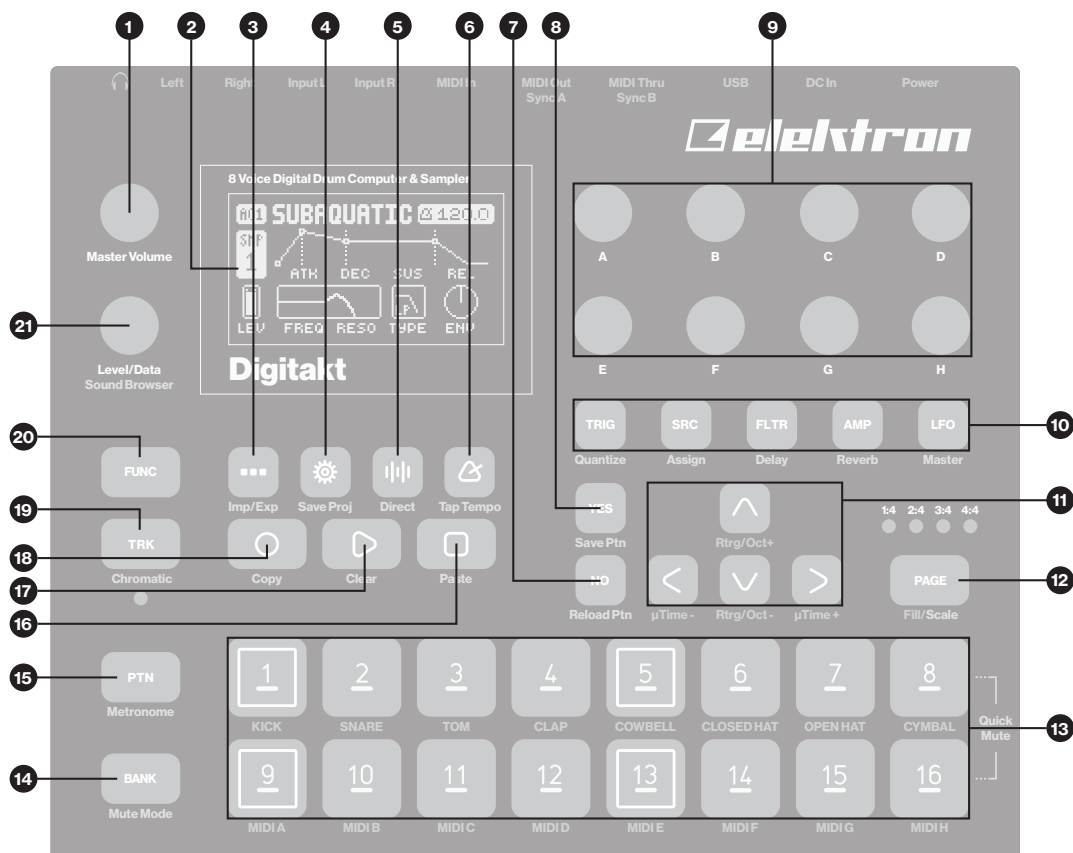 1 2 3 4 5 6 7 8 9
Left Right Input L Input R MIDI In MIDI Out MIDI Thru USB DC In Power
Sync A Sync B
elektron
8 Voice Digital Drum Computer & Sampler
A01 SUBAQUATIC 120.0
SMP
1
ATK DEC SUS REL
LP
LEV FREQ RESO TYPE ENV
Digitakt
Master Volume
21
Level/Data
Sound Browser
A B C D
E F G H
TRIG SRC FLTR AMP LFO 10
Quantize Assign Delay Reverb Master
20
FUNC
Imp/Exp Save Proj Direct Tap Tempo
YES
Save Ptn
11
Rtrg/Oct+
1:4 2:4 3:4 4:4
19
TRK
Chromatic
18
Copy Clear Paste
17
16
NO
Reload Ptn µTime - Rtrg/Oct - µTime +
PAGE 12
Fill/Scale
15
PTN
Metronome
1 2 3 4 5 6 7 8
KICK SNARE TOM CLAP COWBELL CLOSED HAT OPEN HAT CYMBAL
Quick
Mute
13
14
BANK
Mute Mode
9 10 11 12 13 14 15 16
MIDI A MIDI B MIDI C MIDI D MIDI E MIDI F MIDI G MIDI H